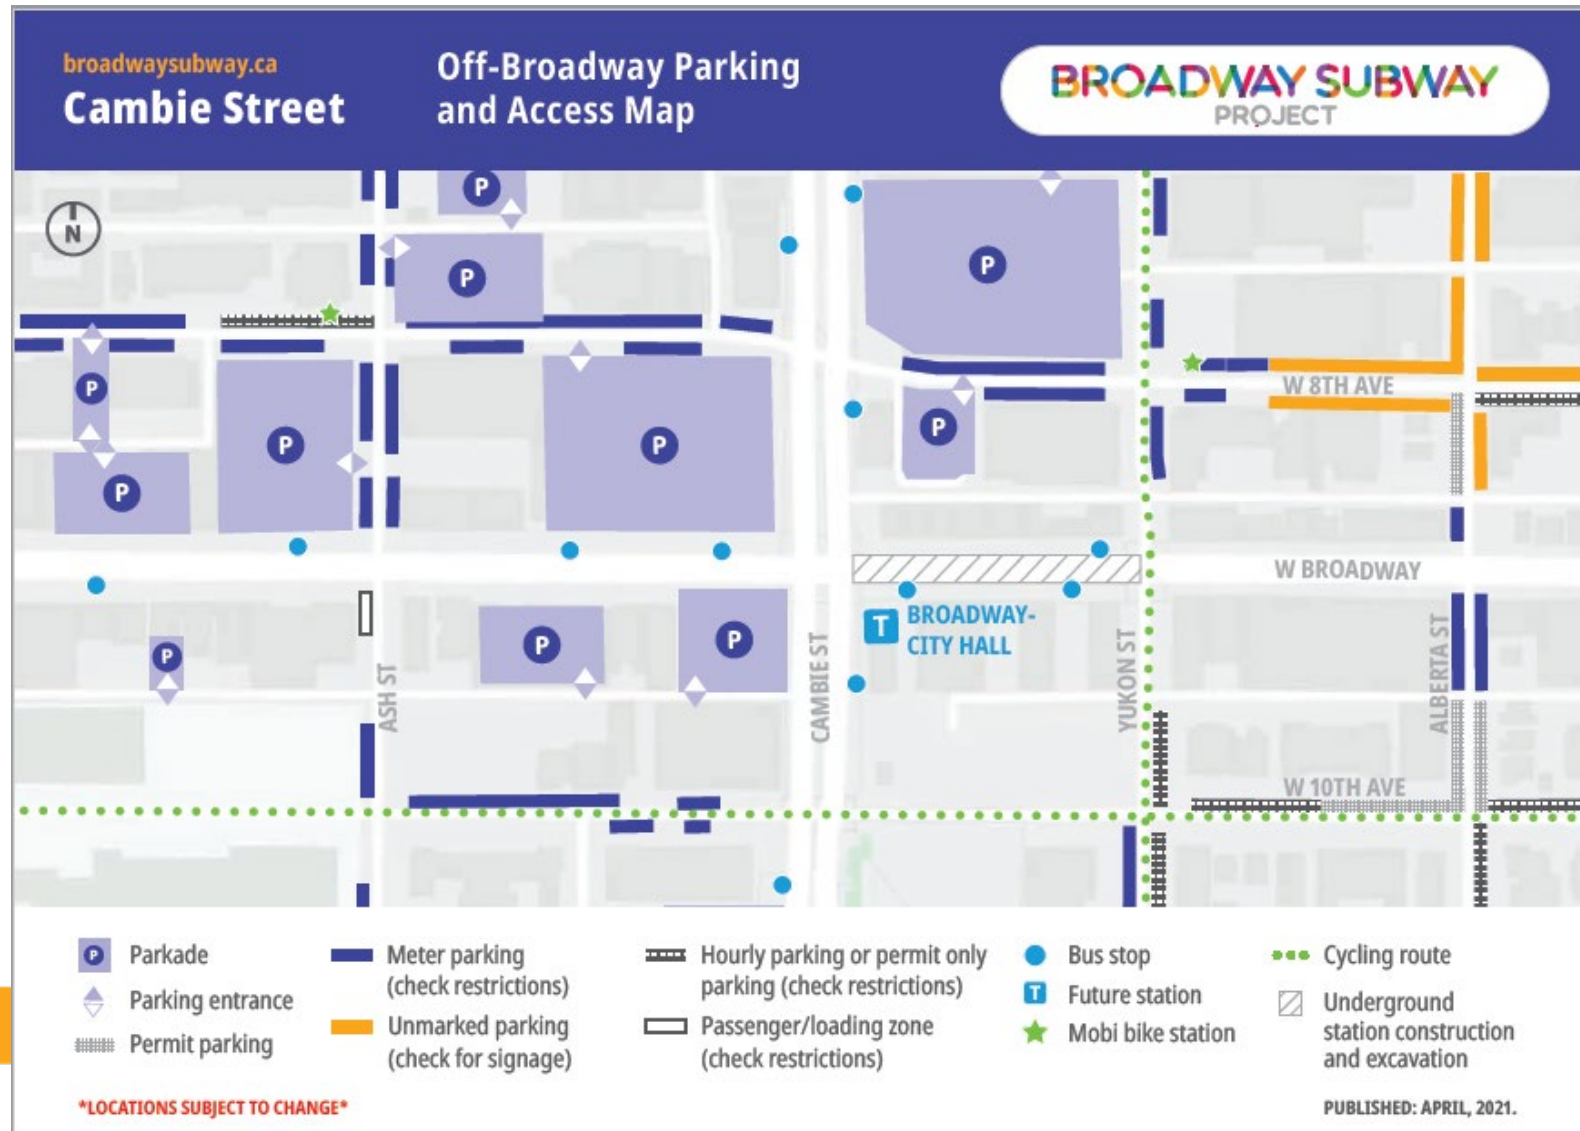 broadwaysubway.ca
Cambie Street
Off-Broadway Parking
and Access Map
BROADWAY SUBWAY
PROJECT
N
P
P
P
W 8TH AVE
P
P
P
P
P
W BROADWAY
T
BROADWAY-
CITY HALL
P
P
P
ASH ST
CAMBIE ST
YUKON ST
ALBERTA ST
W 10TH AVE
P Parkade
Parking entrance
Permit parking
Meter parking
(check restrictions)
Unmarked parking
(check for signage)
Hourly parking or permit only
parking (check restrictions)
Passenger/loading zone
(check restrictions)
Bus stop
T Future station
Mobi bike station
Cycling route
Underground
station construction
and excavation
*LOCATIONS SUBJECT TO CHANGE*
PUBLISHED: APRIL, 2021.